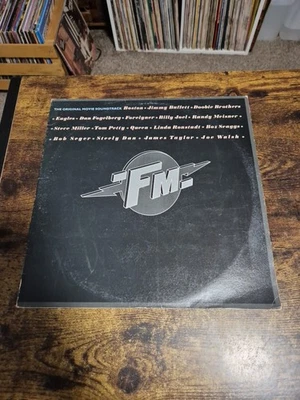 THE ORIGINAL MOVIE SOUNDTRACK Boston • Jimmy Buffett • Doobie Brothers
• Eagles • Dan Fogelberg • Foreigner • Billy Joel • Randy Meisner
• Steve Miller • Tom Petty • Queen • Linda Ronstadt • Boz Scaggs •
Bob Seger • Steely Dan • James Taylor • Joe Walsh •
FM